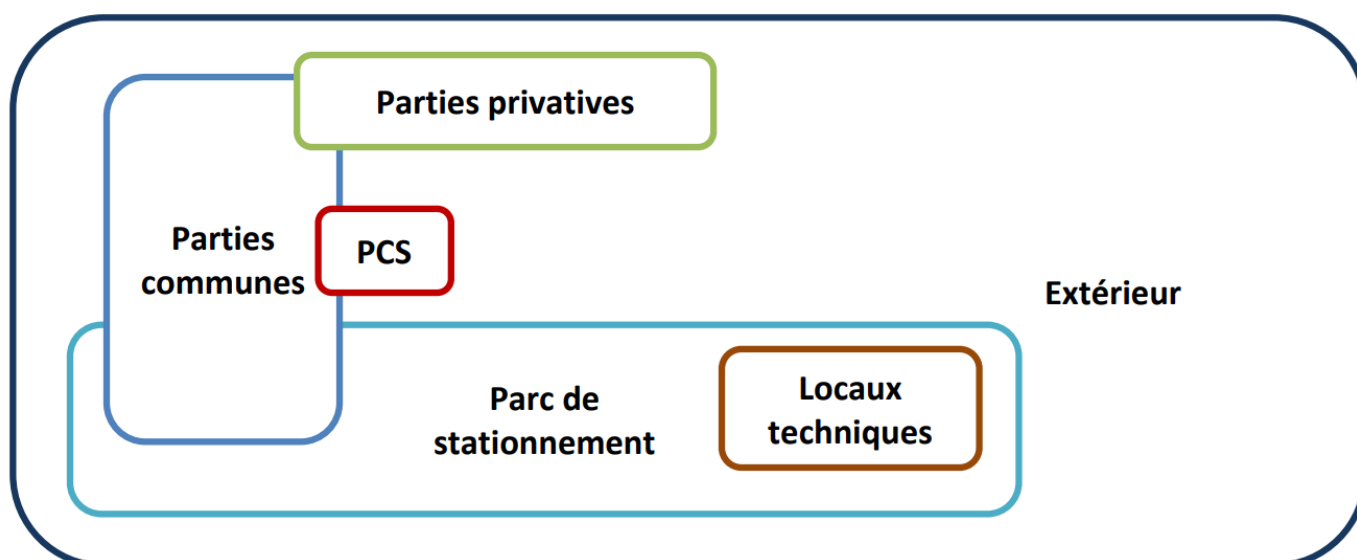 Parties privatives
Parties
communes
PCS
Extérieur
Parc de
stationnement
Locaux
techniques